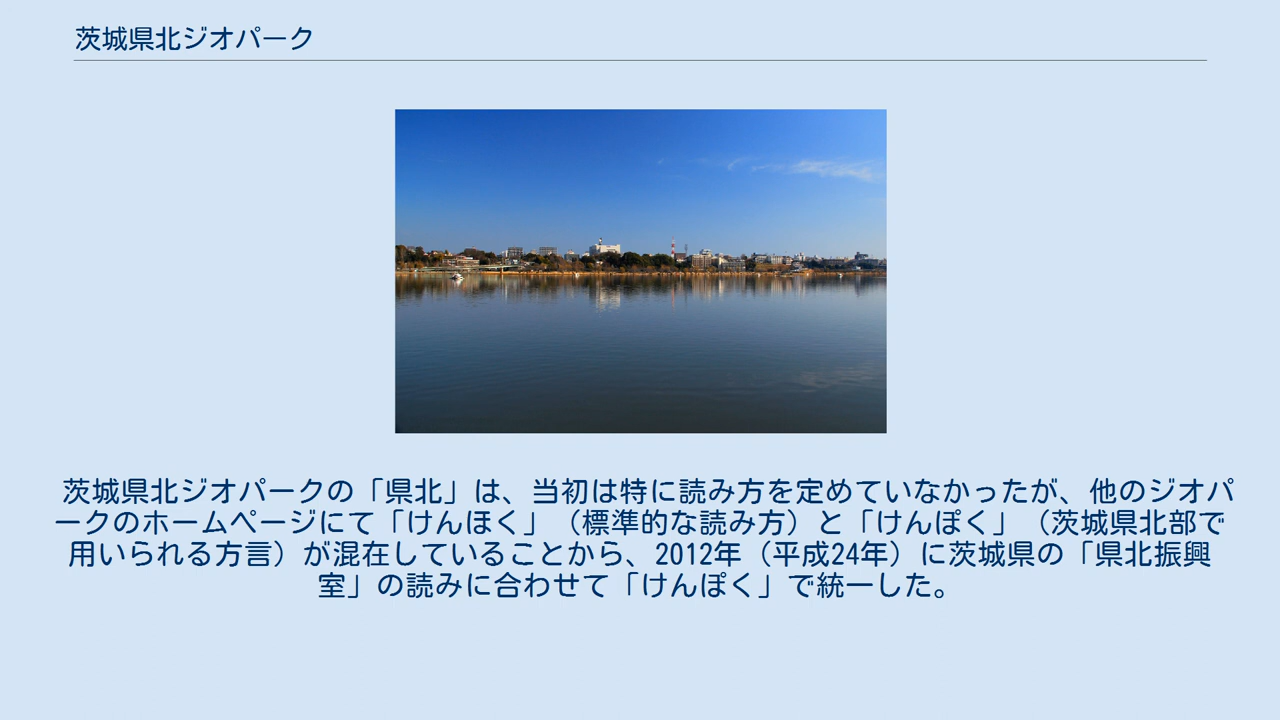 茨城県北ジオパーク
茨城県北ジオパークの「県北」は、当初は特に読み方を定めていなかったが、他のジオパ
ークのホームページにて「けんほく」（標準的な読み方）と「けんぽく」（茨城県北部で
用いられる方言）が混在していることから、2012年（平成24年）に茨城県の「県北振興
室」の読みに合わせて「けんぽく」で統一した。